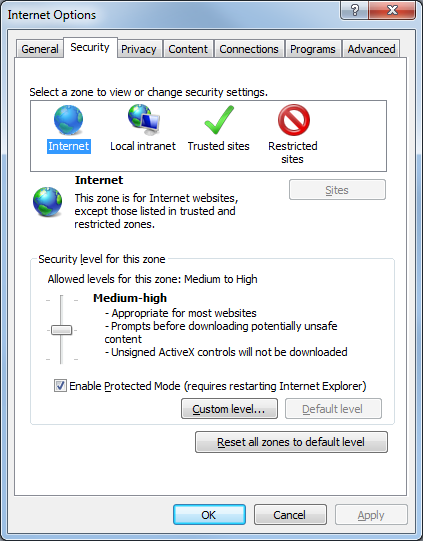 Internet Options
General Security Privacy Content Connections Programs Advanced
Select a zone to view or change security settings.
Internet Local intranet Trusted sites Restricted
sites
Internet
Sites
This zone is for Internet websites,
except those listed in trusted and
restricted zones.
Security level for this zone
Allowed levels for this zone: Medium to High
Medium-high
- Appropriate for most websites
- Prompts before downloading potentially unsafe
content
- Unsigned ActiveX controls will not be downloaded
Enable Protected Mode (requires restarting Internet Explorer)
Custom level... Default level
Reset all zones to default level
OK Cancel Apply